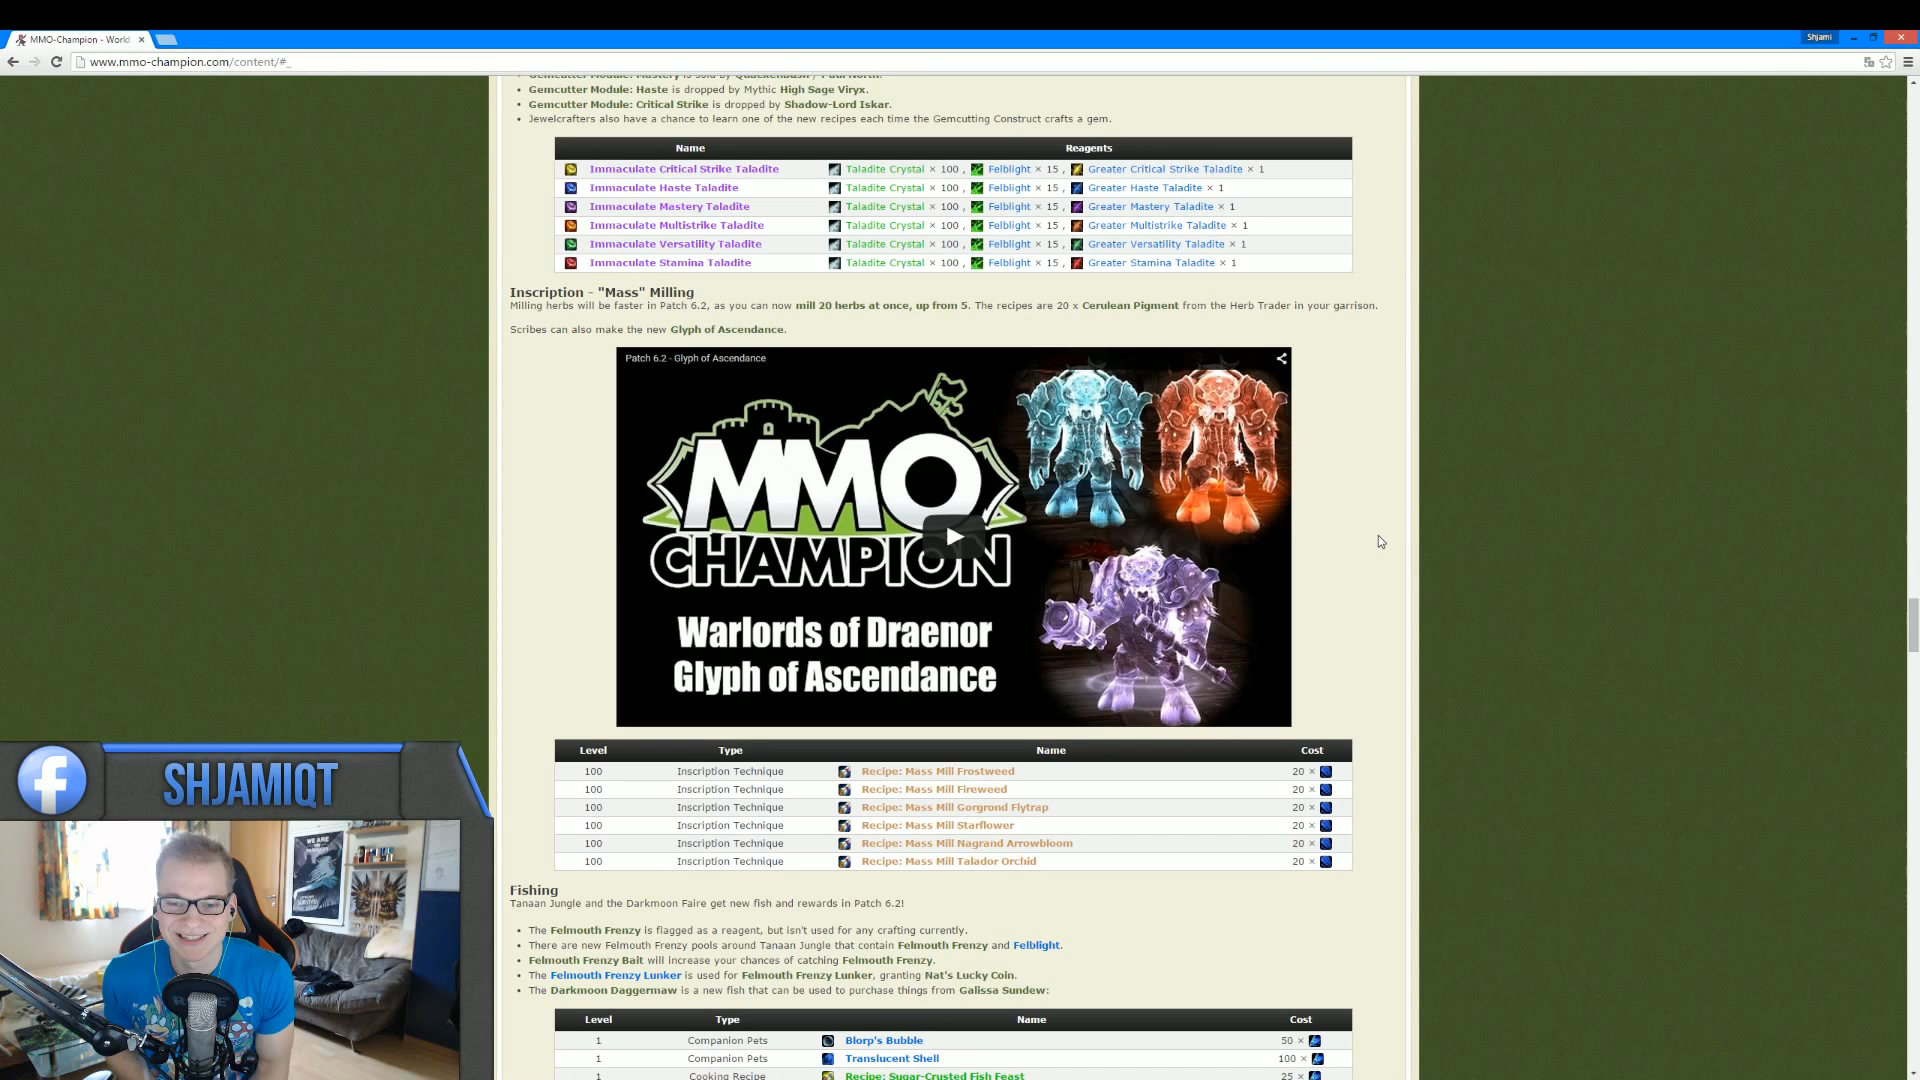 MMO-Champion - World
Shjami
www.mmo-champion.com/content/#_
Gemcutter Module: Mastery is sold by Quackenbush / Paul North.
Gemcutter Module: Haste is dropped by Mythic High Sage Viryx.
Gemcutter Module: Critical Strike is dropped by Shadow-Lord Iskar.
Jewelcrafters also have a chance to learn one of the new recipes each time the Gemcutting Construct crafts a gem.
Name Reagents
Immaculate Critical Strike Taladite Taladite Crystal × 100 , Felblight × 15 , Greater Critical Strike Taladite × 1
Immaculate Haste Taladite Taladite Crystal × 100 , Felblight × 15 , Greater Haste Taladite × 1
Immaculate Mastery Taladite Taladite Crystal × 100 , Felblight × 15 , Greater Mastery Taladite × 1
Immaculate Multistrike Taladite Taladite Crystal × 100 , Felblight × 15 , Greater Multistrike Taladite × 1
Immaculate Versatility Taladite Taladite Crystal × 100 , Felblight × 15 , Greater Versatility Taladite × 1
Immaculate Stamina Taladite Taladite Crystal × 100 , Felblight × 15 , Greater Stamina Taladite × 1
Inscription - "Mass" Milling
Milling herbs will be faster in Patch 6.2, as you can now mill 20 herbs at once, up from 5. The recipes are 20 x Cerulean Pigment from the Herb Trader in your garrison.
Scribes can also make the new Glyph of Ascendance.
Patch 6.2 - Glyph of Ascendance
MMO
CHAMPION
Warlords of Draenor
Glyph of Ascendance
Level Type Name Cost
100 Inscription Technique Recipe: Mass Mill Frostweed 20 ×
100 Inscription Technique Recipe: Mass Mill Fireweed 20 ×
100 Inscription Technique Recipe: Mass Mill Gorgrond Flytrap 20 ×
100 Inscription Technique Recipe: Mass Mill Starflower 20 ×
100 Inscription Technique Recipe: Mass Mill Nagrand Arrowbloom 20 ×
100 Inscription Technique Recipe: Mass Mill Talador Orchid 20 ×
Fishing
Tanaan Jungle and the Darkmoon Faire get new fish and rewards in Patch 6.2!
The Felmouth Frenzy is flagged as a reagent, but isn't used for any crafting currently.
There are new Felmouth Frenzy pools around Tanaan Jungle that contain Felmouth Frenzy and Felblight.
Felmouth Frenzy Bait will increase your chances of catching Felmouth Frenzy.
The Felmouth Frenzy Lunker is used for Felmouth Frenzy Lunker, granting Nat's Lucky Coin.
The Darkmoon Daggermaw is a new fish that can be used to purchase things from Galissa Sundew:
Level Type Name Cost
1 Companion Pets Blorp's Bubble 50 ×
1 Companion Pets Translucent Shell 100 ×
1 Cooking Recipe Recipe: Sugar-Crusted Fish Feast 25 ×
f
SHJAMIQT
WE ARE